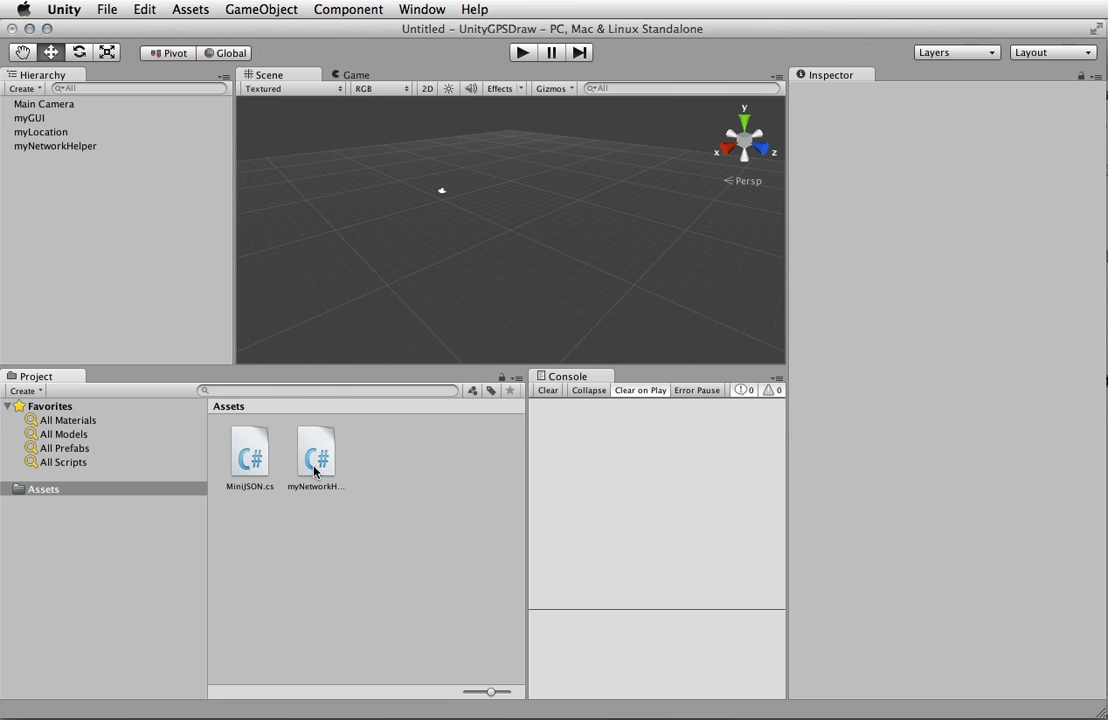 Unity File Edit Assets GameObject Component Window Help
Untitled – UnityGPSDraw – PC, Mac & Linux Standalone
Pivot Global Layers Layout
Hierarchy Scene Game Inspector
Create All Textured RGB 2D Effects Gizmos All
Main Camera
myGUI
myLocation
myNetworkHelper
y
x z
Persp
Project Console
Create Clear Collapse Clear on Play Error Pause 0 0
Favorites Assets
All Materials
All Models
All Prefabs
All Scripts
Assets
C# C#
MiniJSON.cs myNetworkH...